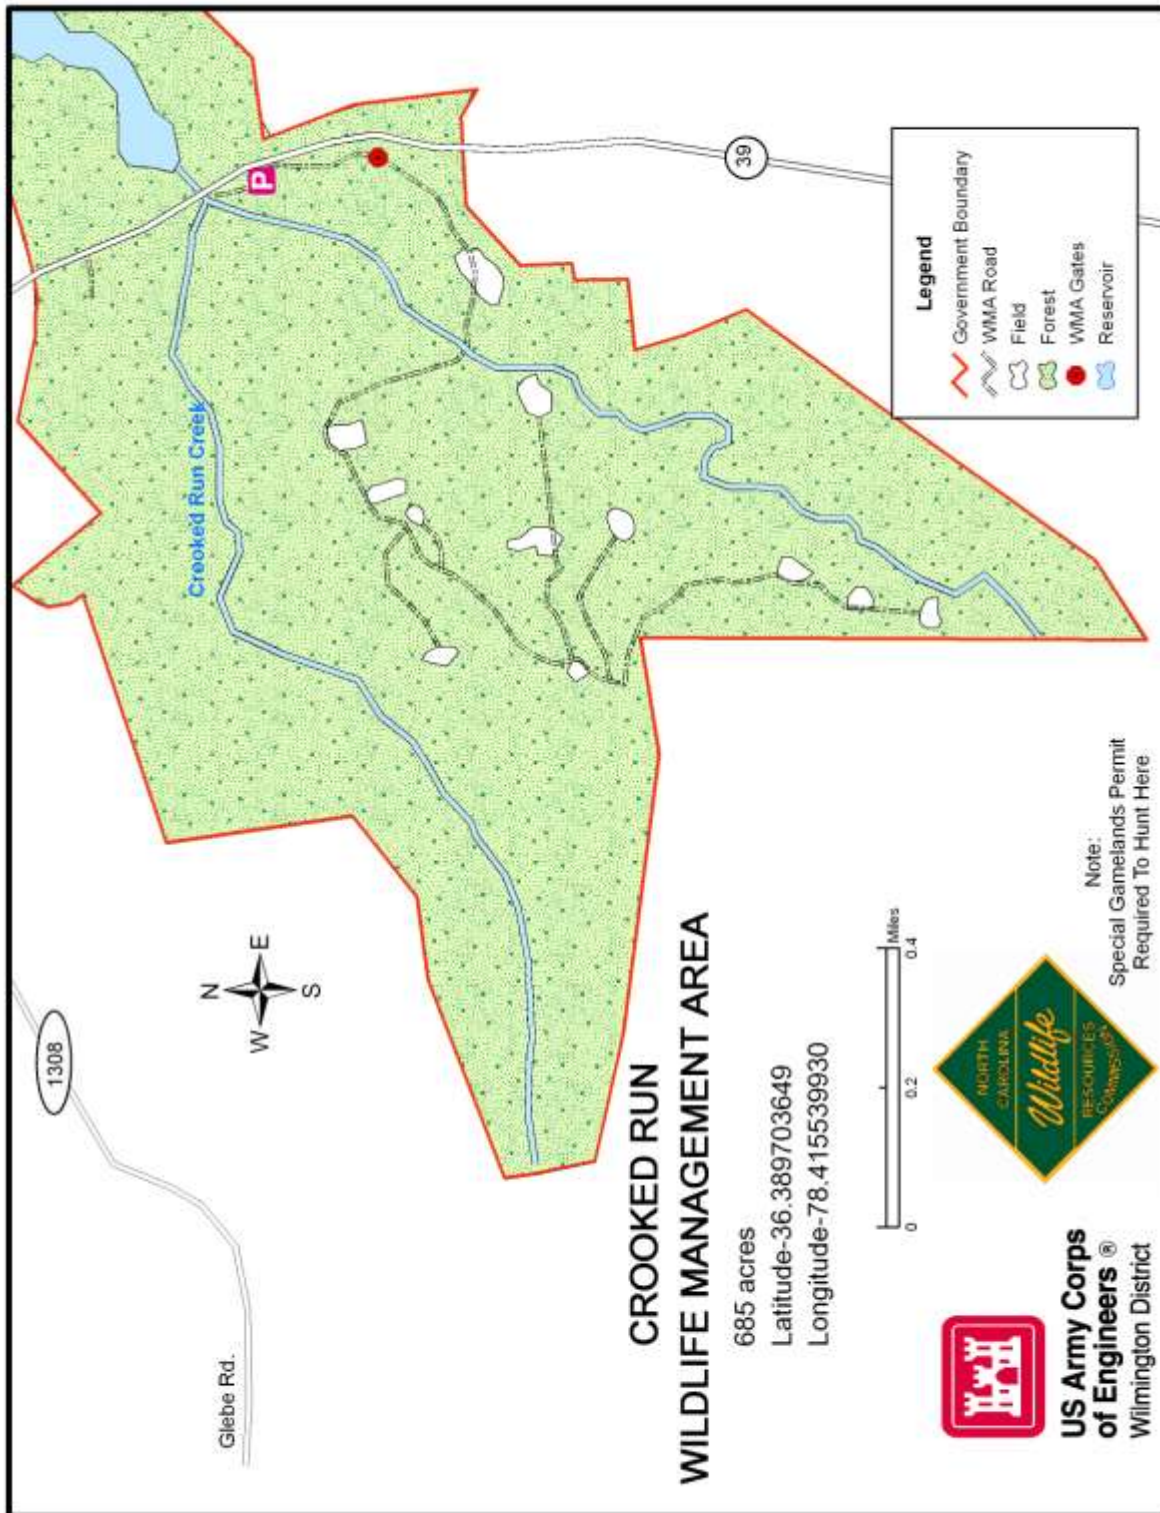 1308
Glebe Rd.
N
W
E
S
Crooked Run Creek
P
39
CROOKED RUN
WILDLIFE MANAGEMENT AREA
685 acres
Latitude-36.389703649
Longitude-78.415539930
0
0.2
0.4
Miles
Legend
Government Boundary
WMA Road
Field
Forest
WMA Gates
Reservoir
US Army Corps
of Engineers ®
Wilmington District
NORTH
CAROLINA
Wildlife
RESOURCES
COMMISSION
Note:
Special Gamelands Permit
Required To Hunt Here